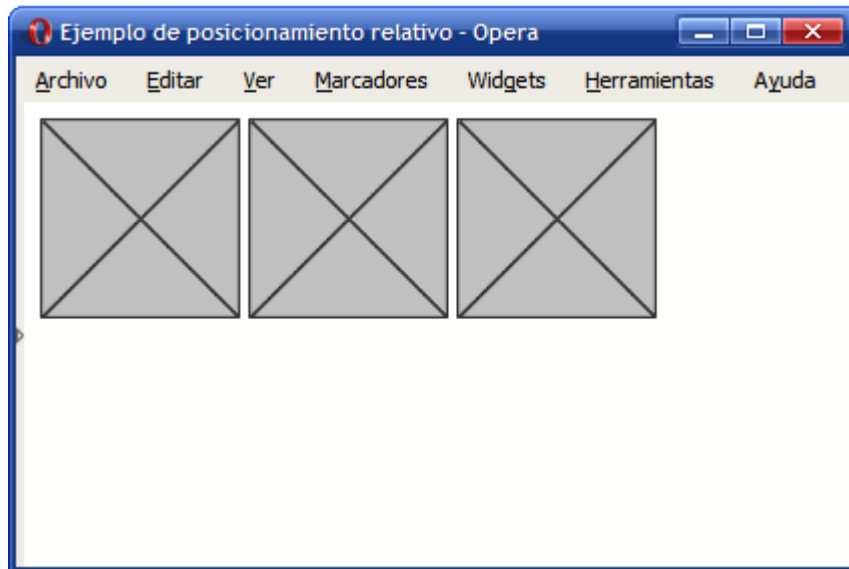 Ejemplo de posicionamiento relativo - Opera
Archivo Editar Ver Marcadores Widgets Herramientas Ayuda